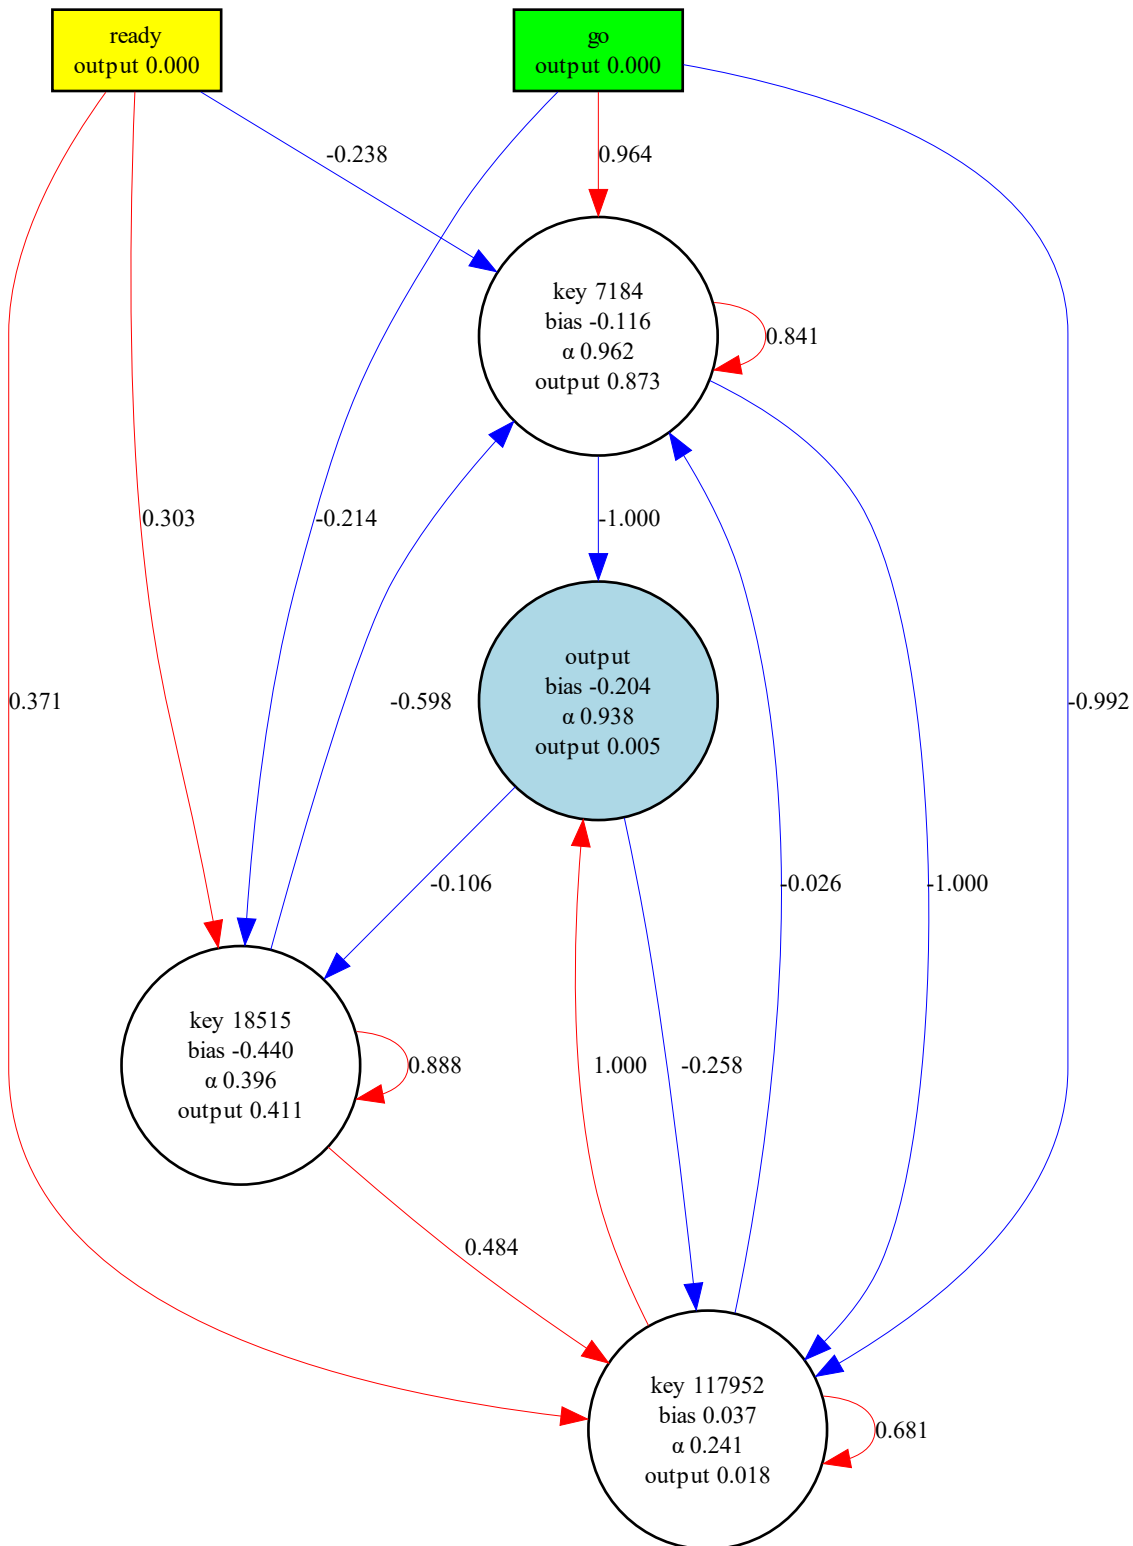 ready
output 0.000
go
output 0.000
-0.238
0.964
key 7184
bias -0.116
α 0.962
output 0.873
0.841
0.303
-0.214
-1.000
output
bias -0.204
α 0.938
output 0.005
0.371
-0.598
-0.992
-0.106
-0.026
-1.000
key 18515
bias -0.440
α 0.396
output 0.411
0.888
1.000
-0.258
0.484
key 117952
bias 0.037
α 0.241
output 0.018
0.681